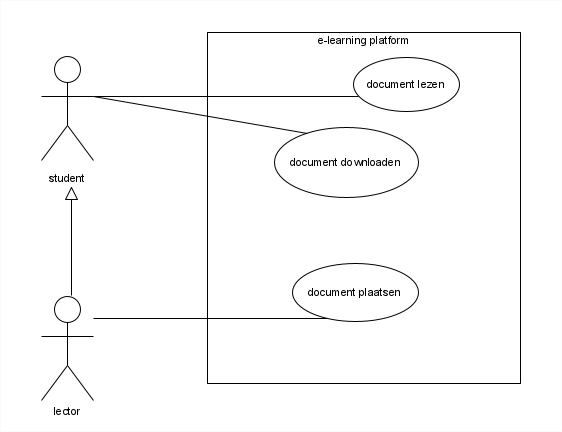 e-learning platform
document lezen
document downloaden
student
document plaatsen
lector